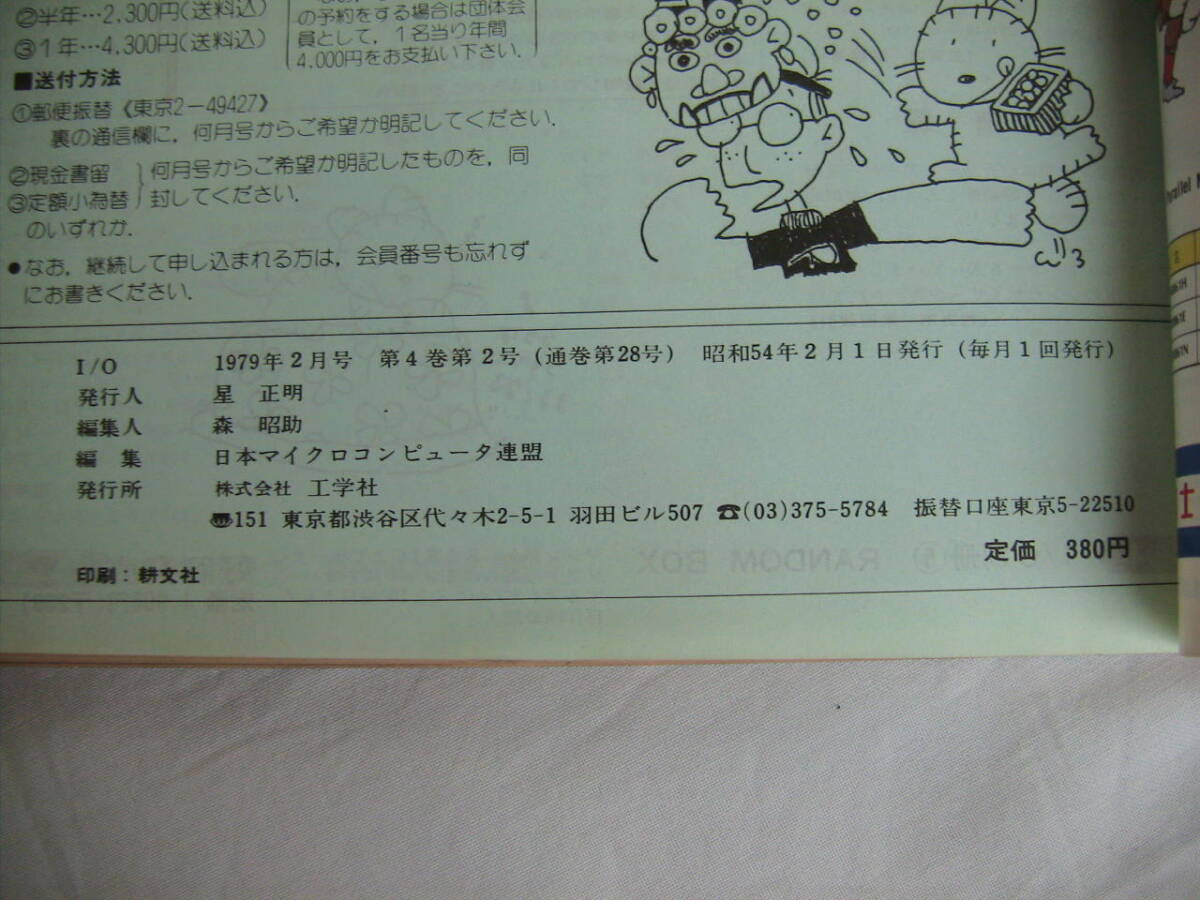 ②半年…2,300円(送料込)
③1年…4,300円(送料込)
の予約をする場合は団体会
員として,1名当り年間
4,000円をお支払い下さい.
■送付方法
①郵便振替《東京2-49427》
裏の通信欄に,何月号からご希望か明記してください.
②現金書留
③定額小為替
何月号からご希望か明記したものを,同
封してください.
のいずれか.
●なお,継続して申し込まれる方は,会員番号も忘れず
にお書きください.
I/O 1979年2月号 第4巻第2号(通巻第28号) 昭和54年2月1日発行(毎月1回発行)
発行人 星 正明
編集人 森 昭助
編 集 日本マイクロコンピュータ連盟
発行所 株式会社 工学社
〠151 東京都渋谷区代々木2-5-1 羽田ビル507 ☎(03)375-5784 振替口座東京5-22510
定価 380円
印刷:耕文社